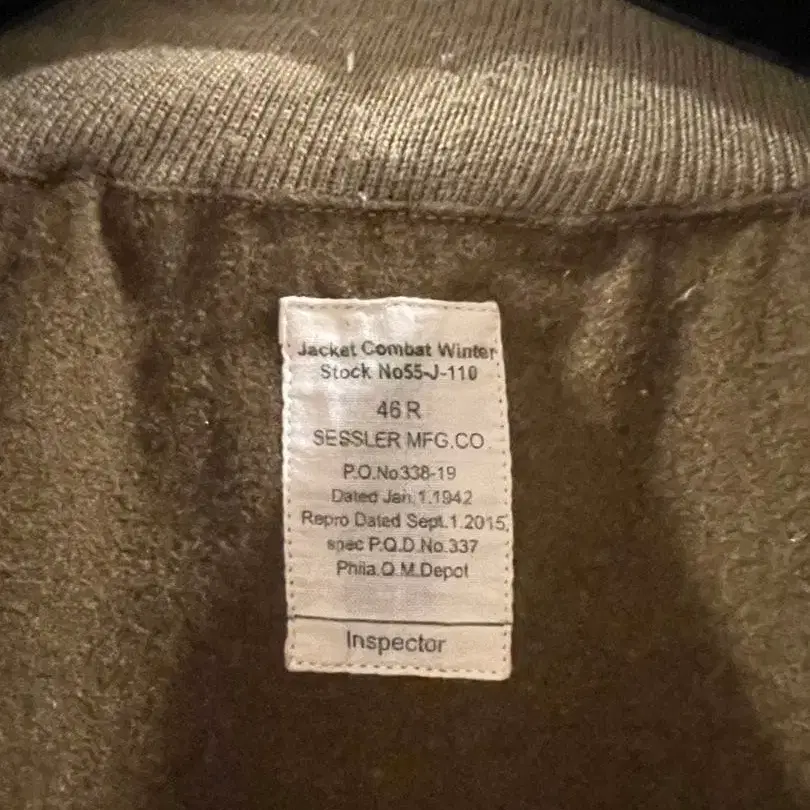 Jacket Combat Winter
Stock No55-J-110
46 R
SESSLER MFG.CO
P.O.No338-19
Dated Jan.1.1942
Repro Dated Sept.1.2015,
spec P.Q.D.No.337
Phila.Q.M.Depot
Inspector